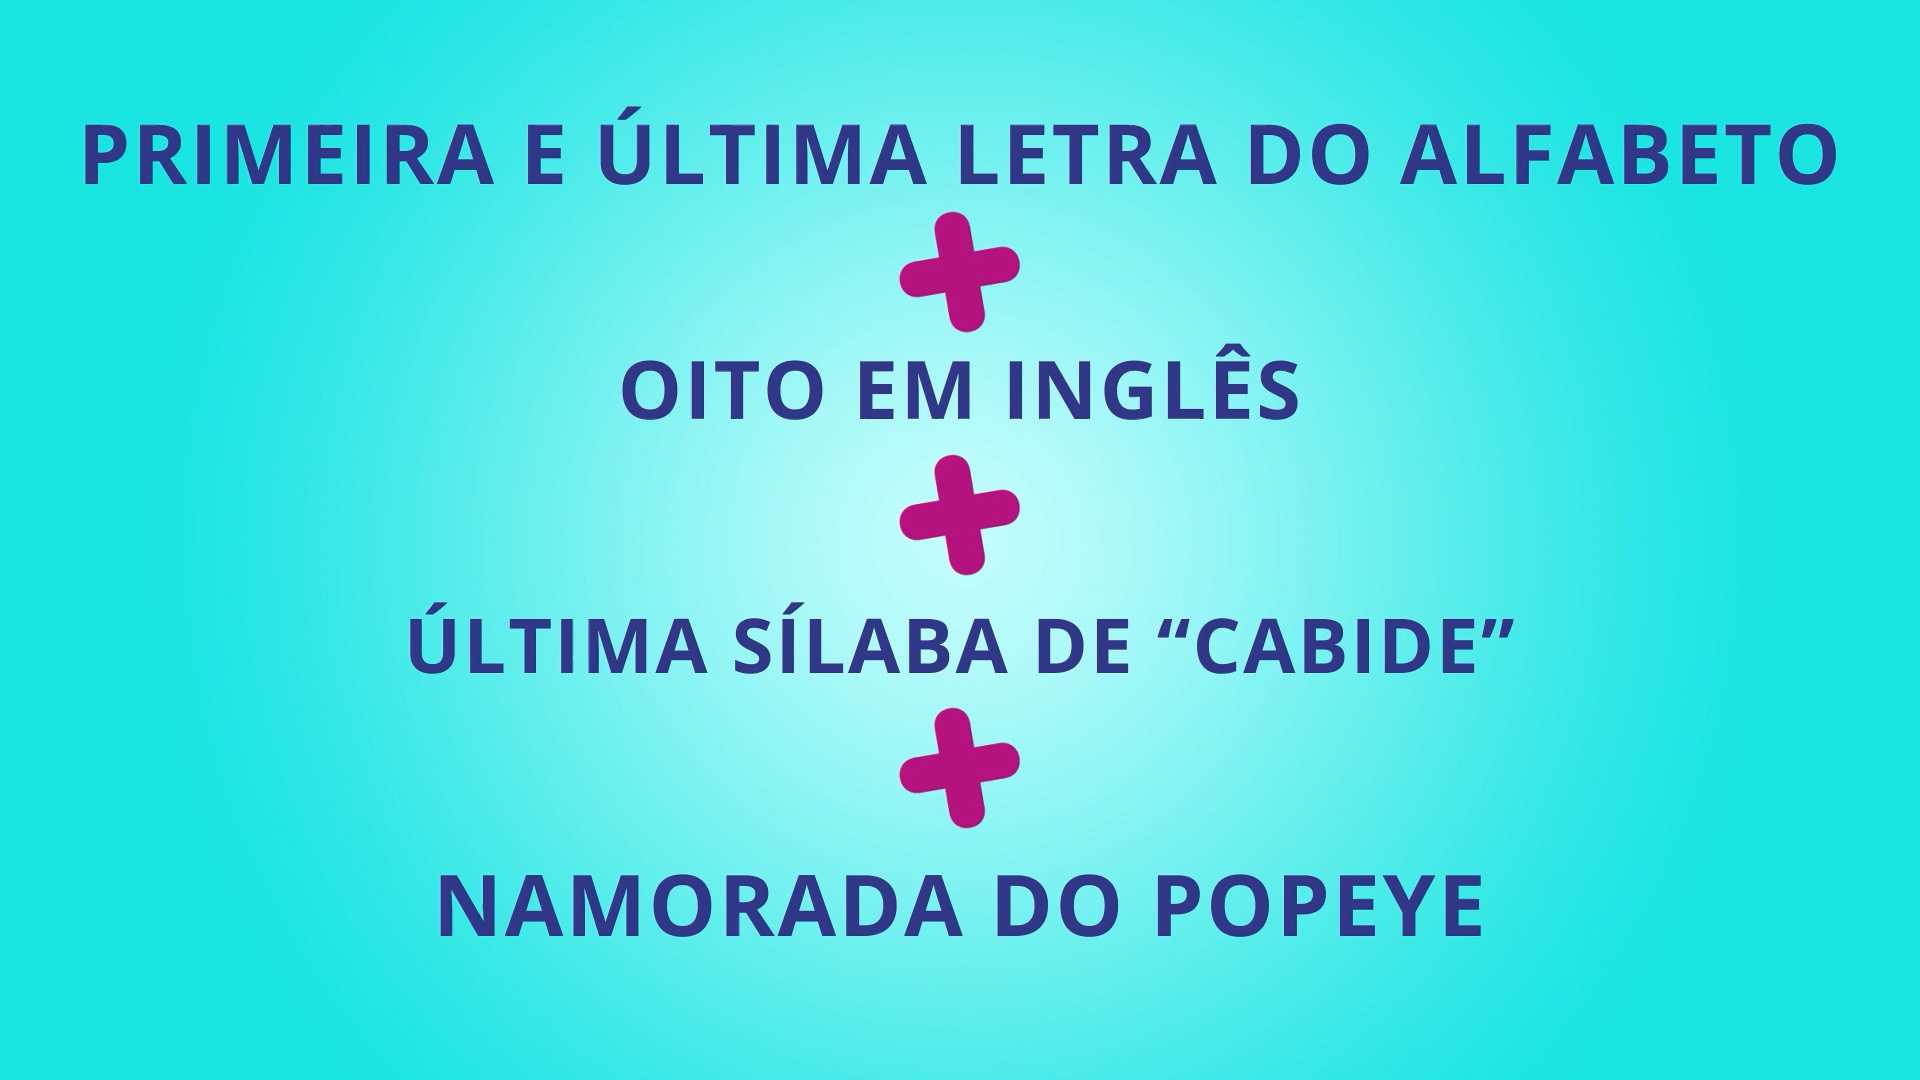 PRIMEIRA E ÚLTIMA LETRA DO ALFABETO
OITO EM INGLÊS
ÚLTIMA SÍLABA DE “CABIDE”
NAMORADA DO POPEYE